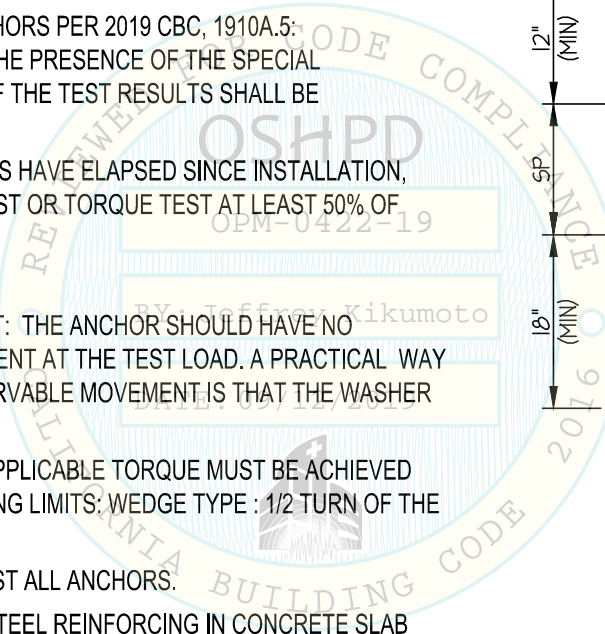 HORS PER 2019 CBC, 1910A.5:
HE PRESENCE OF THE SPECIAL
F THE TEST RESULTS SHALL BE
S HAVE ELAPSED SINCE INSTALLATION,
ST OR TORQUE TEST AT LEAST 50% OF
T: THE ANCHOR SHOULD HAVE NO
ENT AT THE TEST LOAD. A PRACTICAL WAY
RVABLE MOVEMENT IS THAT THE WASHER
PPLICABLE TORQUE MUST BE ACHIEVED
NG LIMITS: WEDGE TYPE : 1/2 TURN OF THE
ST ALL ANCHORS.
TEEL REINFORCING IN CONCRETE SLAB
12"
(MIN)
SP
18"
(MIN)
REVIEWED FOR CODE COMPLIANCE
OSHPD
OPM-0422-19
BY: Jeffrey Kikumoto
DATE: 09/12/2019
CALIFORNIA BUILDING CODE 2016